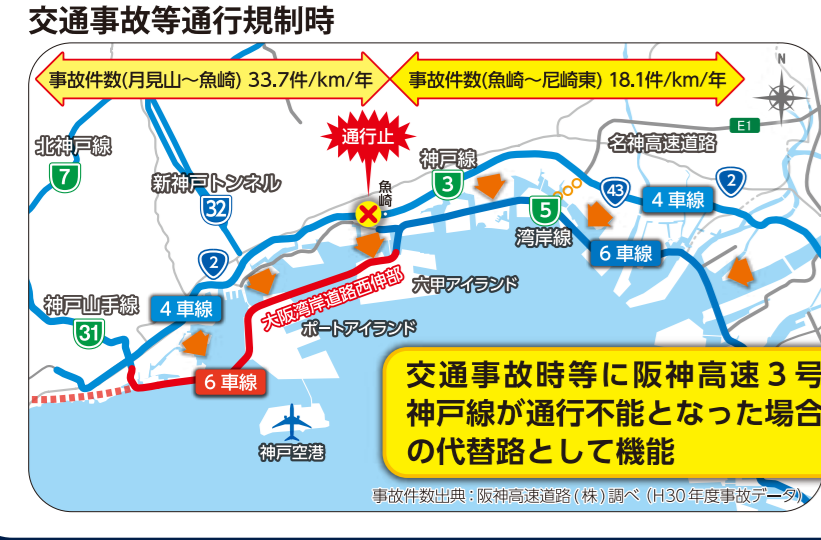 交通事故等通行規制時
事故件数(月見山〜魚崎) 33.7件/km/年
事故件数(魚崎〜尼崎東) 18.1件/km/年
N
E1
通行止
名神高速道路
北神戸線
7
神戸線
3
魚崎
新神戸トンネル
32
43
2
4車線
5
湾岸線
6車線
2
六甲アイランド
大阪湾岸道路西伸部
神戸山手線
31
4車線
ポートアイランド
6車線
神戸空港
交通事故時等に阪神高速3号
神戸線が通行不能となった場合
の代替路として機能
事故件数出典：阪神高速道路(株)調べ（H30年度事故データ）